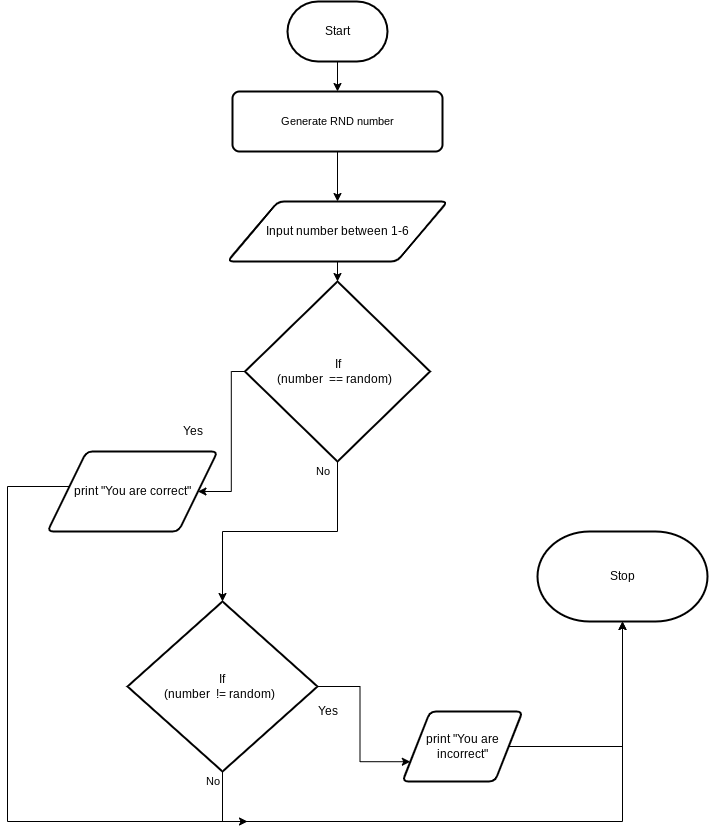 Start
Generate RND number
Input number between 1-6
If
(number == random)
Yes
No
print "You are correct"
Stop
If
(number != random)
Yes
print "You are
incorrect"
No